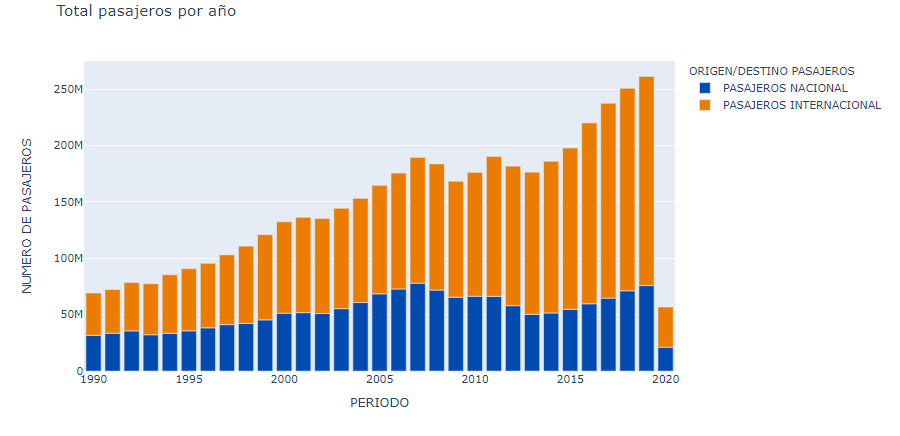 Total pasajeros por año
ORIGEN/DESTINO PASAJEROS
PASAJEROS NACIONAL
PASAJEROS INTERNACIONAL
NUMERO DE PASAJEROS
250M
200M
150M
100M
50M
0
1990
1995
2000
2005
2010
2015
2020
PERIODO